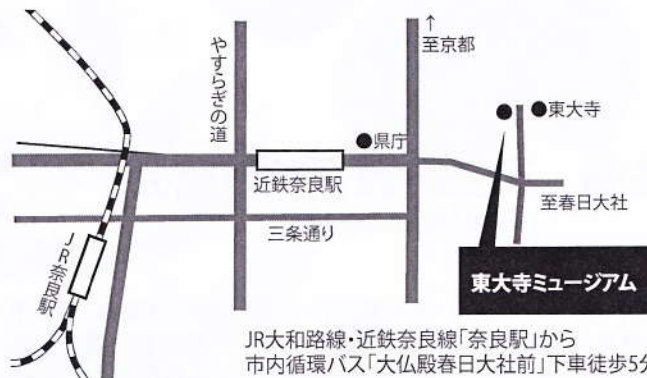 やすらぎの道
↑
至京都
●県庁
●東大寺
近鉄奈良駅
至春日大社
三条通り
JR奈良駅
東大寺ミュージアム
JR大和路線・近鉄奈良線「奈良駅」から
市内循環バス「大仏殿春日大社前」下車徒歩5分